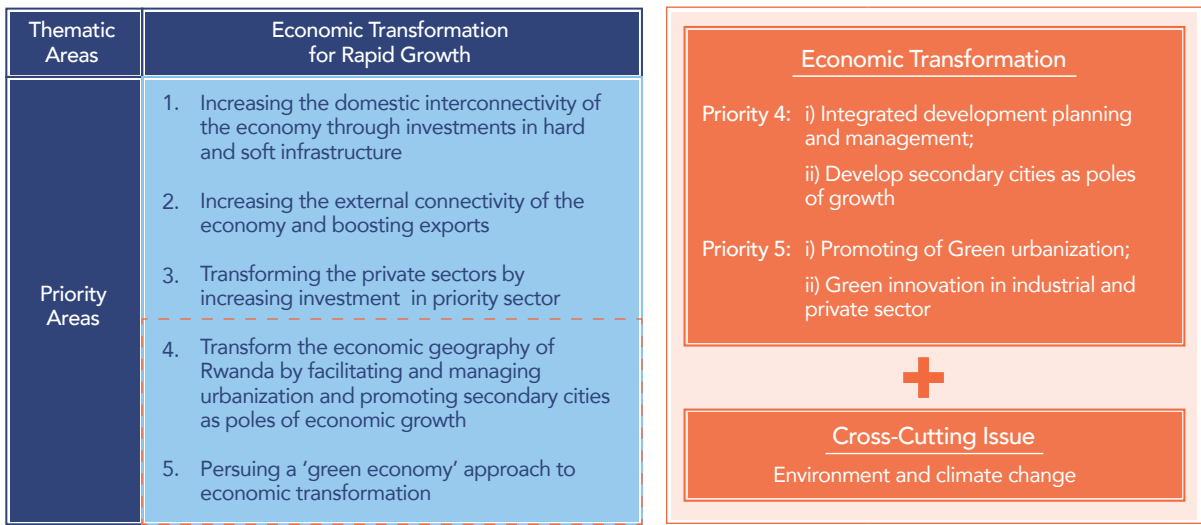 Thematic
Areas
Economic Transformation
for Rapid Growth
Priority
Areas
1. Increasing the domestic interconnectivity of
the economy through investments in hard
and soft infrastructure
2. Increasing the external connectivity of the
economy and boosting exports
3. Transforming the private sectors by
increasing investment in priority sector
4. Transform the economic geography of
Rwanda by facilitating and managing
urbanization and promoting secondary cities
as poles of economic growth
5. Persuing a ‘green economy’ approach to
economic transformation
Economic Transformation
Priority 4: i) Integrated development planning
and management;
ii) Develop secondary cities as poles
of growth
Priority 5: i) Promoting of Green urbanization;
ii) Green innovation in industrial and
private sector
+
Cross-Cutting Issue
Environment and climate change